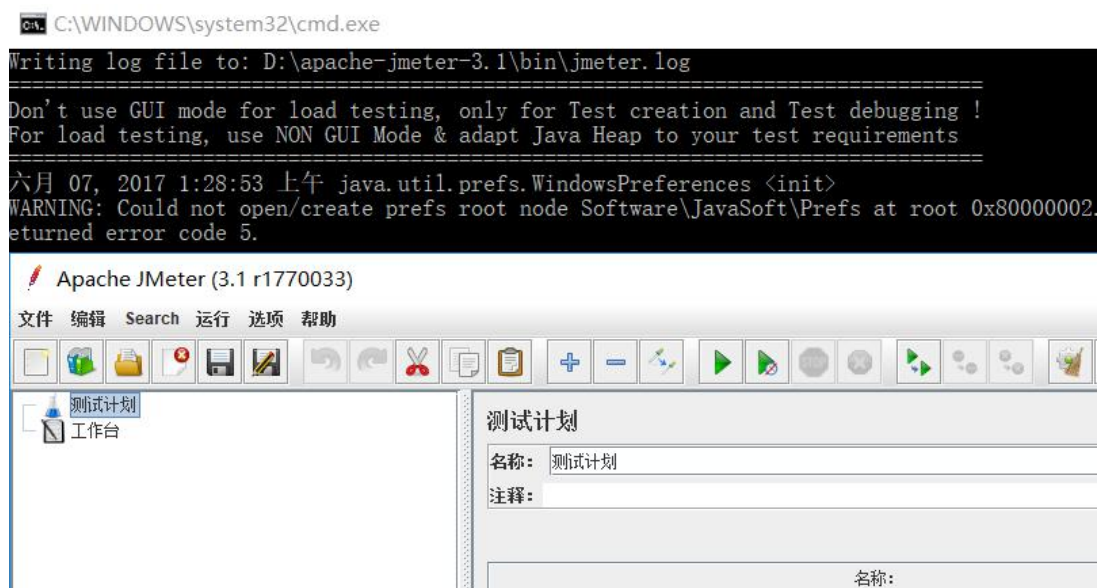 C:\WINDOWS\system32\cmd.exe
Writing log file to: D:\apache-jmeter-3.1\bin\jmeter.log
================================================================================
Don't use GUI mode for load testing, only for Test creation and Test debugging !
For load testing, use NON GUI Mode & adapt Java Heap to your test requirements
================================================================================
六月 07, 2017 1:28:53 上午 java.util.prefs.WindowsPreferences <init>
WARNING: Could not open/create prefs root node Software\JavaSoft\Prefs at root 0x80000002.
eturned error code 5.
Apache JMeter (3.1 r1770033)
文件 编辑 Search 运行 选项 帮助
测试计划
工作台
测试计划
名称: 测试计划
注释:
名称: